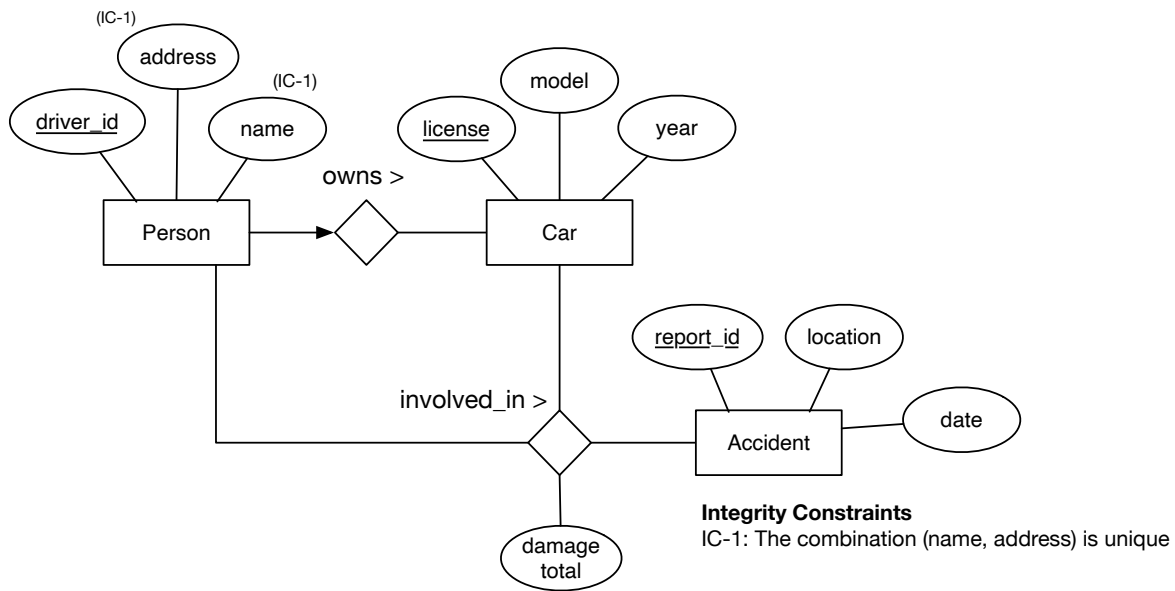 (IC-1)
address
(IC-1)
driver_id
name
model
license
year
owns >
Person
Car
report_id
location
involved_in >
date
Accident
Integrity Constraints
IC-1: The combination (name, address) is unique
damage
total